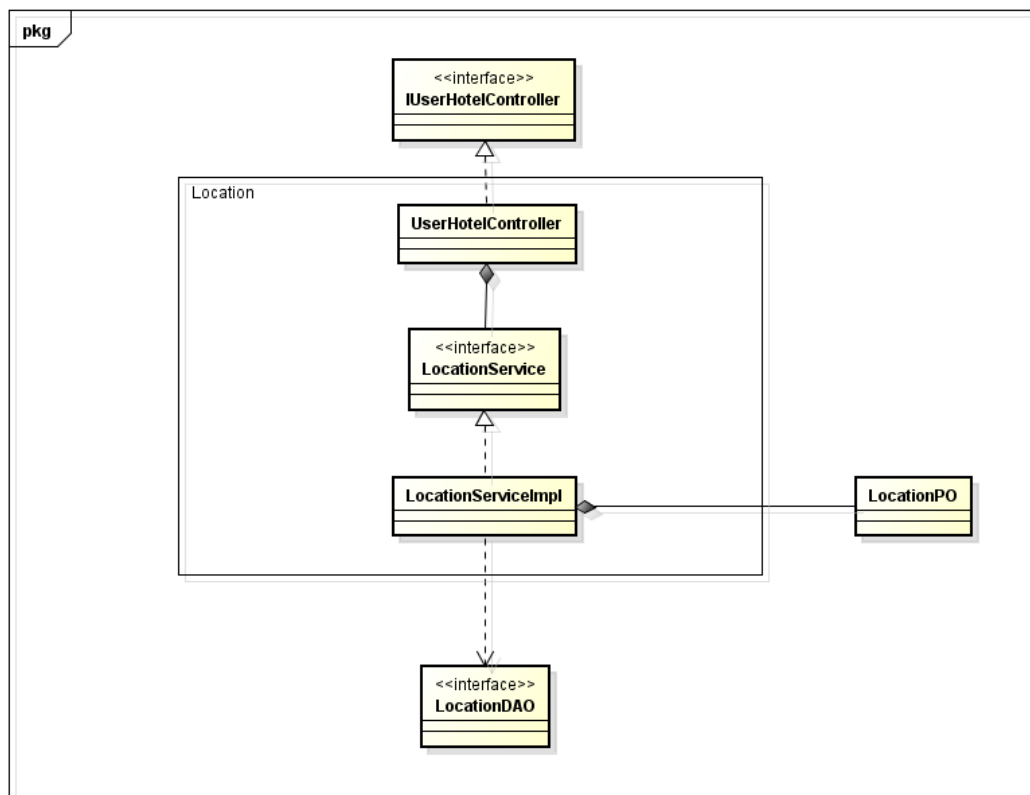 pkg
<<interface>>
IUserHotelController
Location
UserHotelController
<<interface>>
LocationService
LocationServiceImpl
LocationPO
<<interface>>
LocationDAO